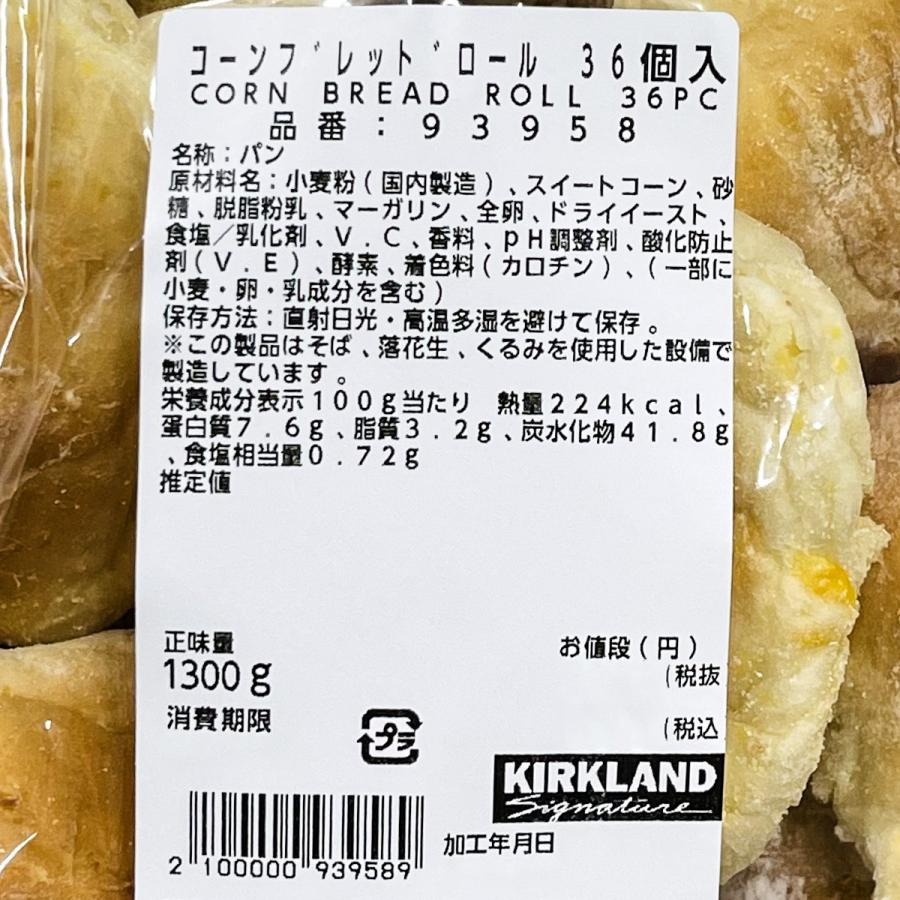 コーンブレッドロール 36個入
CORN BREAD ROLL 36PC
品番:93958
名称:パン
原材料名:小麦粉(国内製造)、スイートコーン、砂
糖、脱脂粉乳、マーガリン、全卵、ドライイースト、
食塩/乳化剤、V.C、香料、pH調整剤、酸化防止
剤(V.E)、酵素、着色料(カロチン)、(一部に
小麦・卵・乳成分を含む)
保存方法:直射日光・高温多湿を避けて保存。
※この製品はそば、落花生、くるみを使用した設備で
製造しています。
栄養成分表示100g当たり 熱量224kcal、
蛋白質7.6g、脂質3.2g、炭水化物41.8g
、食塩相当量0.72g
推定値
正味量
1300g
お値段(円)
(税抜
消費期限
プラ
(税込
KIRKLAND
Signature
加工年月日
2 100000 939589